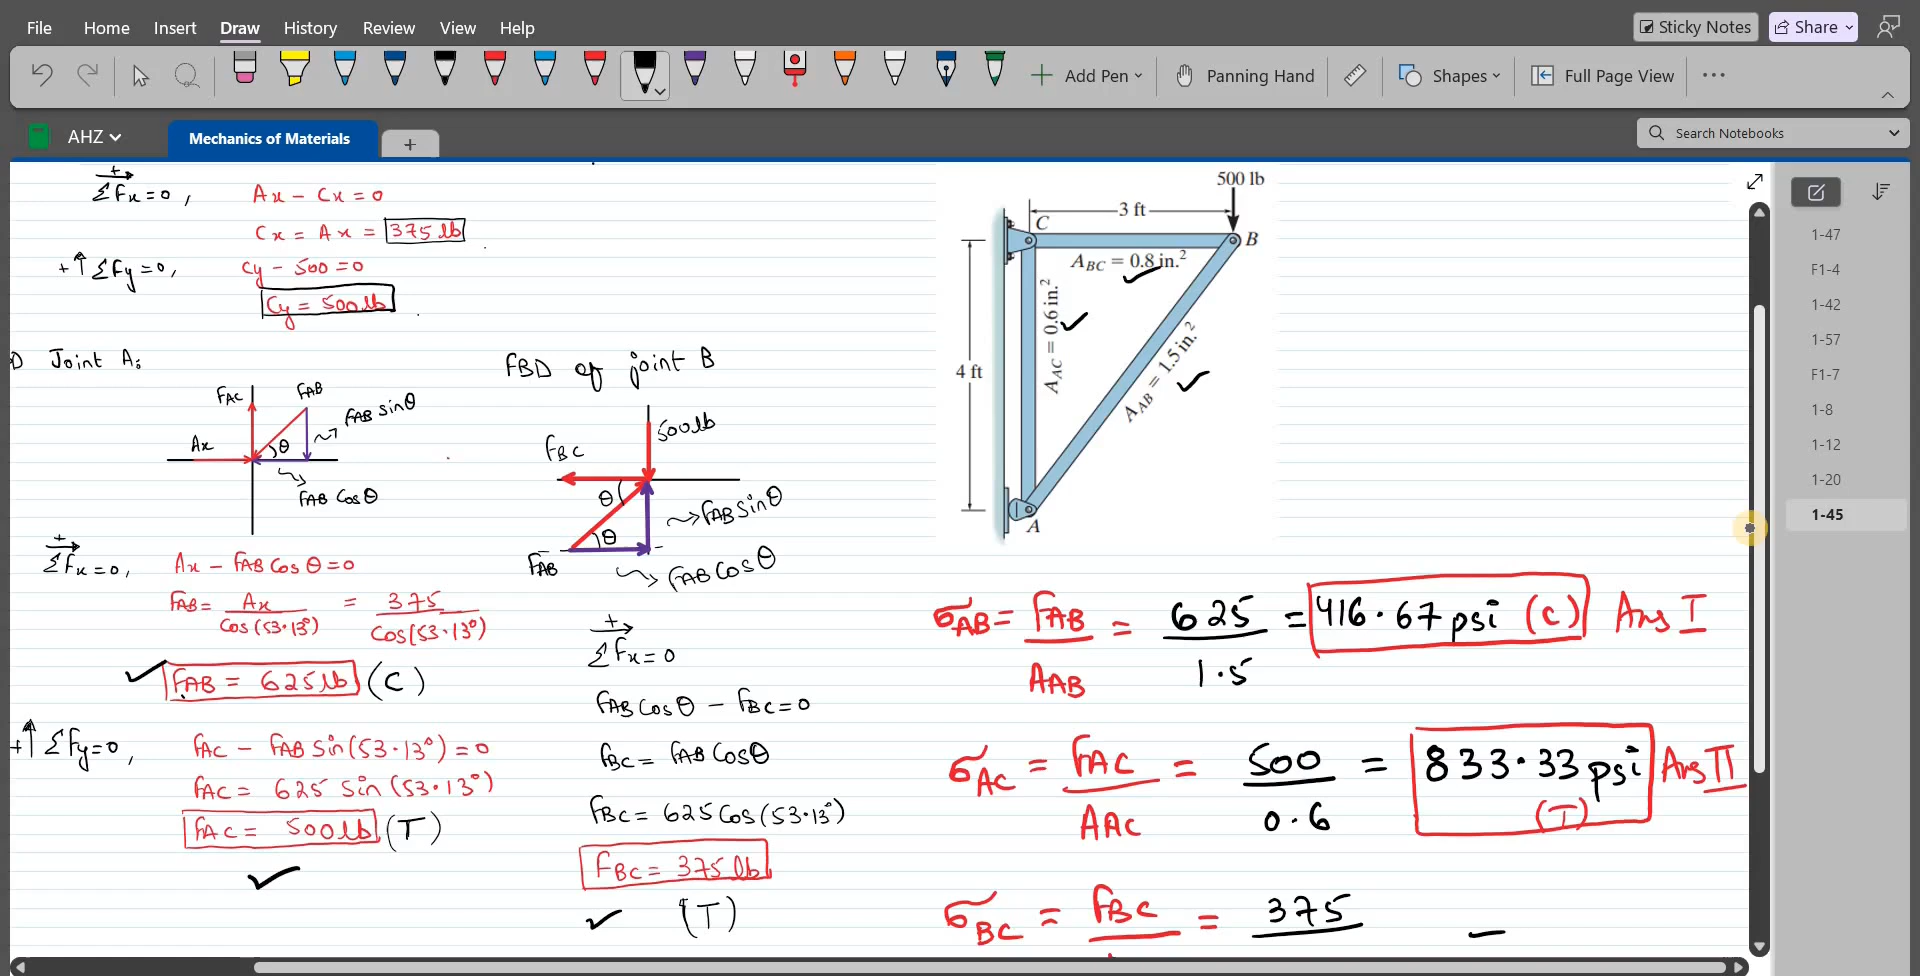 File Home Insert Draw History Review View Help
Sticky Notes Share
Add Pen Panning Hand Shapes Full Page View
AHZ Mechanics of Materials + Search Notebooks
ΣFx=0, Ax - Cx = 0
Cx = Ax = 375 lb
+↑ΣFy=0, Cy - 500 = 0
Cy = 500 lb
D Joint A:
FAC FAB
FAB sinθ
Ax θ
FAB Cosθ
+
ΣFx=0, Ax - FAB Cos θ = 0
FAB = Ax / Cos(53.13°) = 375 / Cos(53.13°)
FAB = 625 lb (C)
+↑ΣFy=0, FAC - FAB Sin(53.13°) = 0
FAC = 625 sin(53.13°)
FAC = 500 lb (T)
FBD of joint B
500 lb
FBC
θ
FAB sinθ
θ
FAB
FAB Cosθ
+
ΣFx=0
FAB Cosθ - FBC = 0
FBC = FAB Cosθ
FBC = 625 Cos(53.13°)
FBC = 375 lb
(T)
500 lb
3 ft
C B
ABC = 0.8 in.²
AAC = 0.6 in.²
4 ft
AAB = 1.5 in.²
A
σAB = FAB / AAB = 625 / 1.5 = 416.67 psi (C) Ans I
σAC = FAC / AAC = 500 / 0.6 = 833.33 psi (T) Ans II
σBC = FBC = 375
1-47
F1-4
1-42
1-57
F1-7
1-8
1-12
1-20
1-45